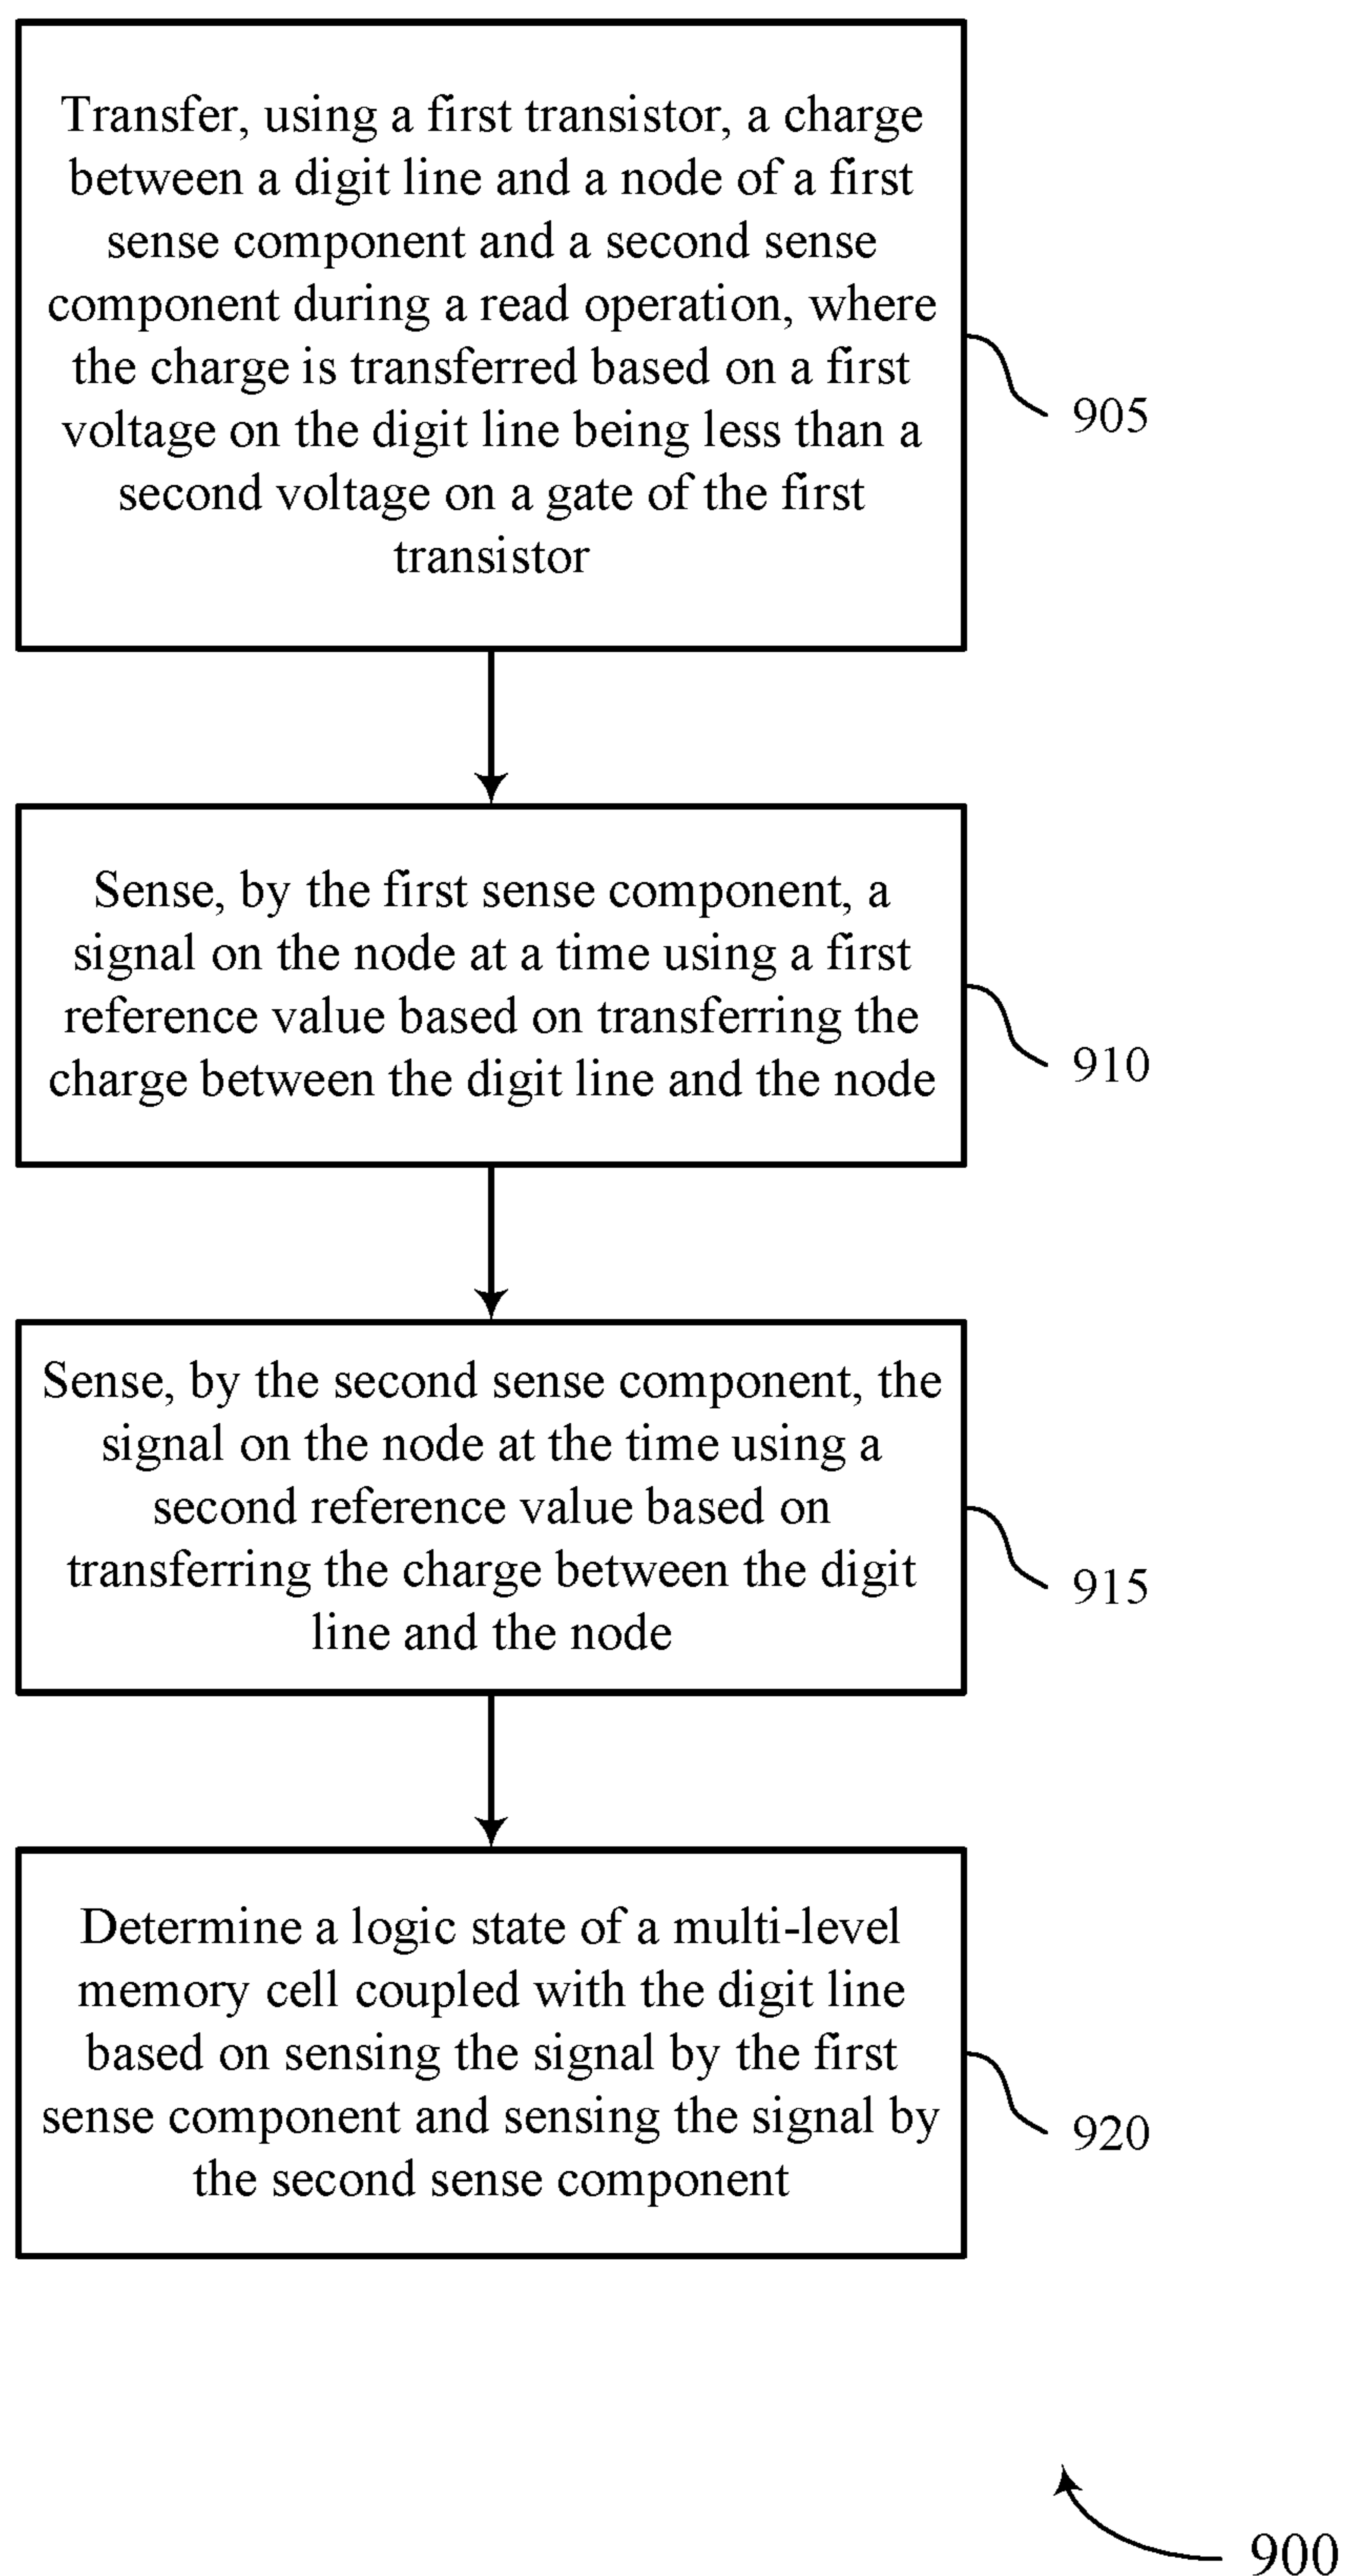 Transfer, using a first transistor, a charge
between a digit line and a node of a first
sense component and a second sense
component during a read operation, where
the charge is transferred based on a first
voltage on the digit line being less than a
second voltage on a gate of the first
transistor
905
Sense, by the first sense component, a
signal on the node at a time using a first
reference value based on transferring the
charge between the digit line and the node
910
Sense, by the second sense component, the
signal on the node at the time using a
second reference value based on
transferring the charge between the digit
line and the node
915
Determine a logic state of a multi-level
memory cell coupled with the digit line
based on sensing the signal by the first
sense component and sensing the signal by
the second sense component
920
900